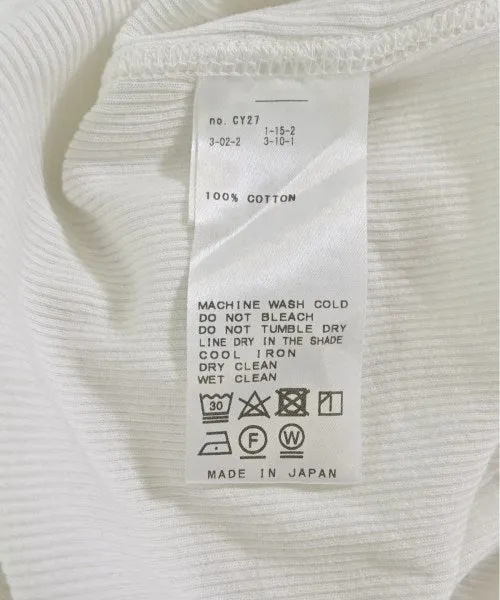 no. CY27
1-15-2
3-02-2 3-10-1
100% COTTON
MACHINE WASH COLD
DO NOT BLEACH
DO NOT TUMBLE DRY
LINE DRY IN THE SHADE
COOL IRON
DRY CLEAN
WET CLEAN
30
F W
MADE IN JAPAN